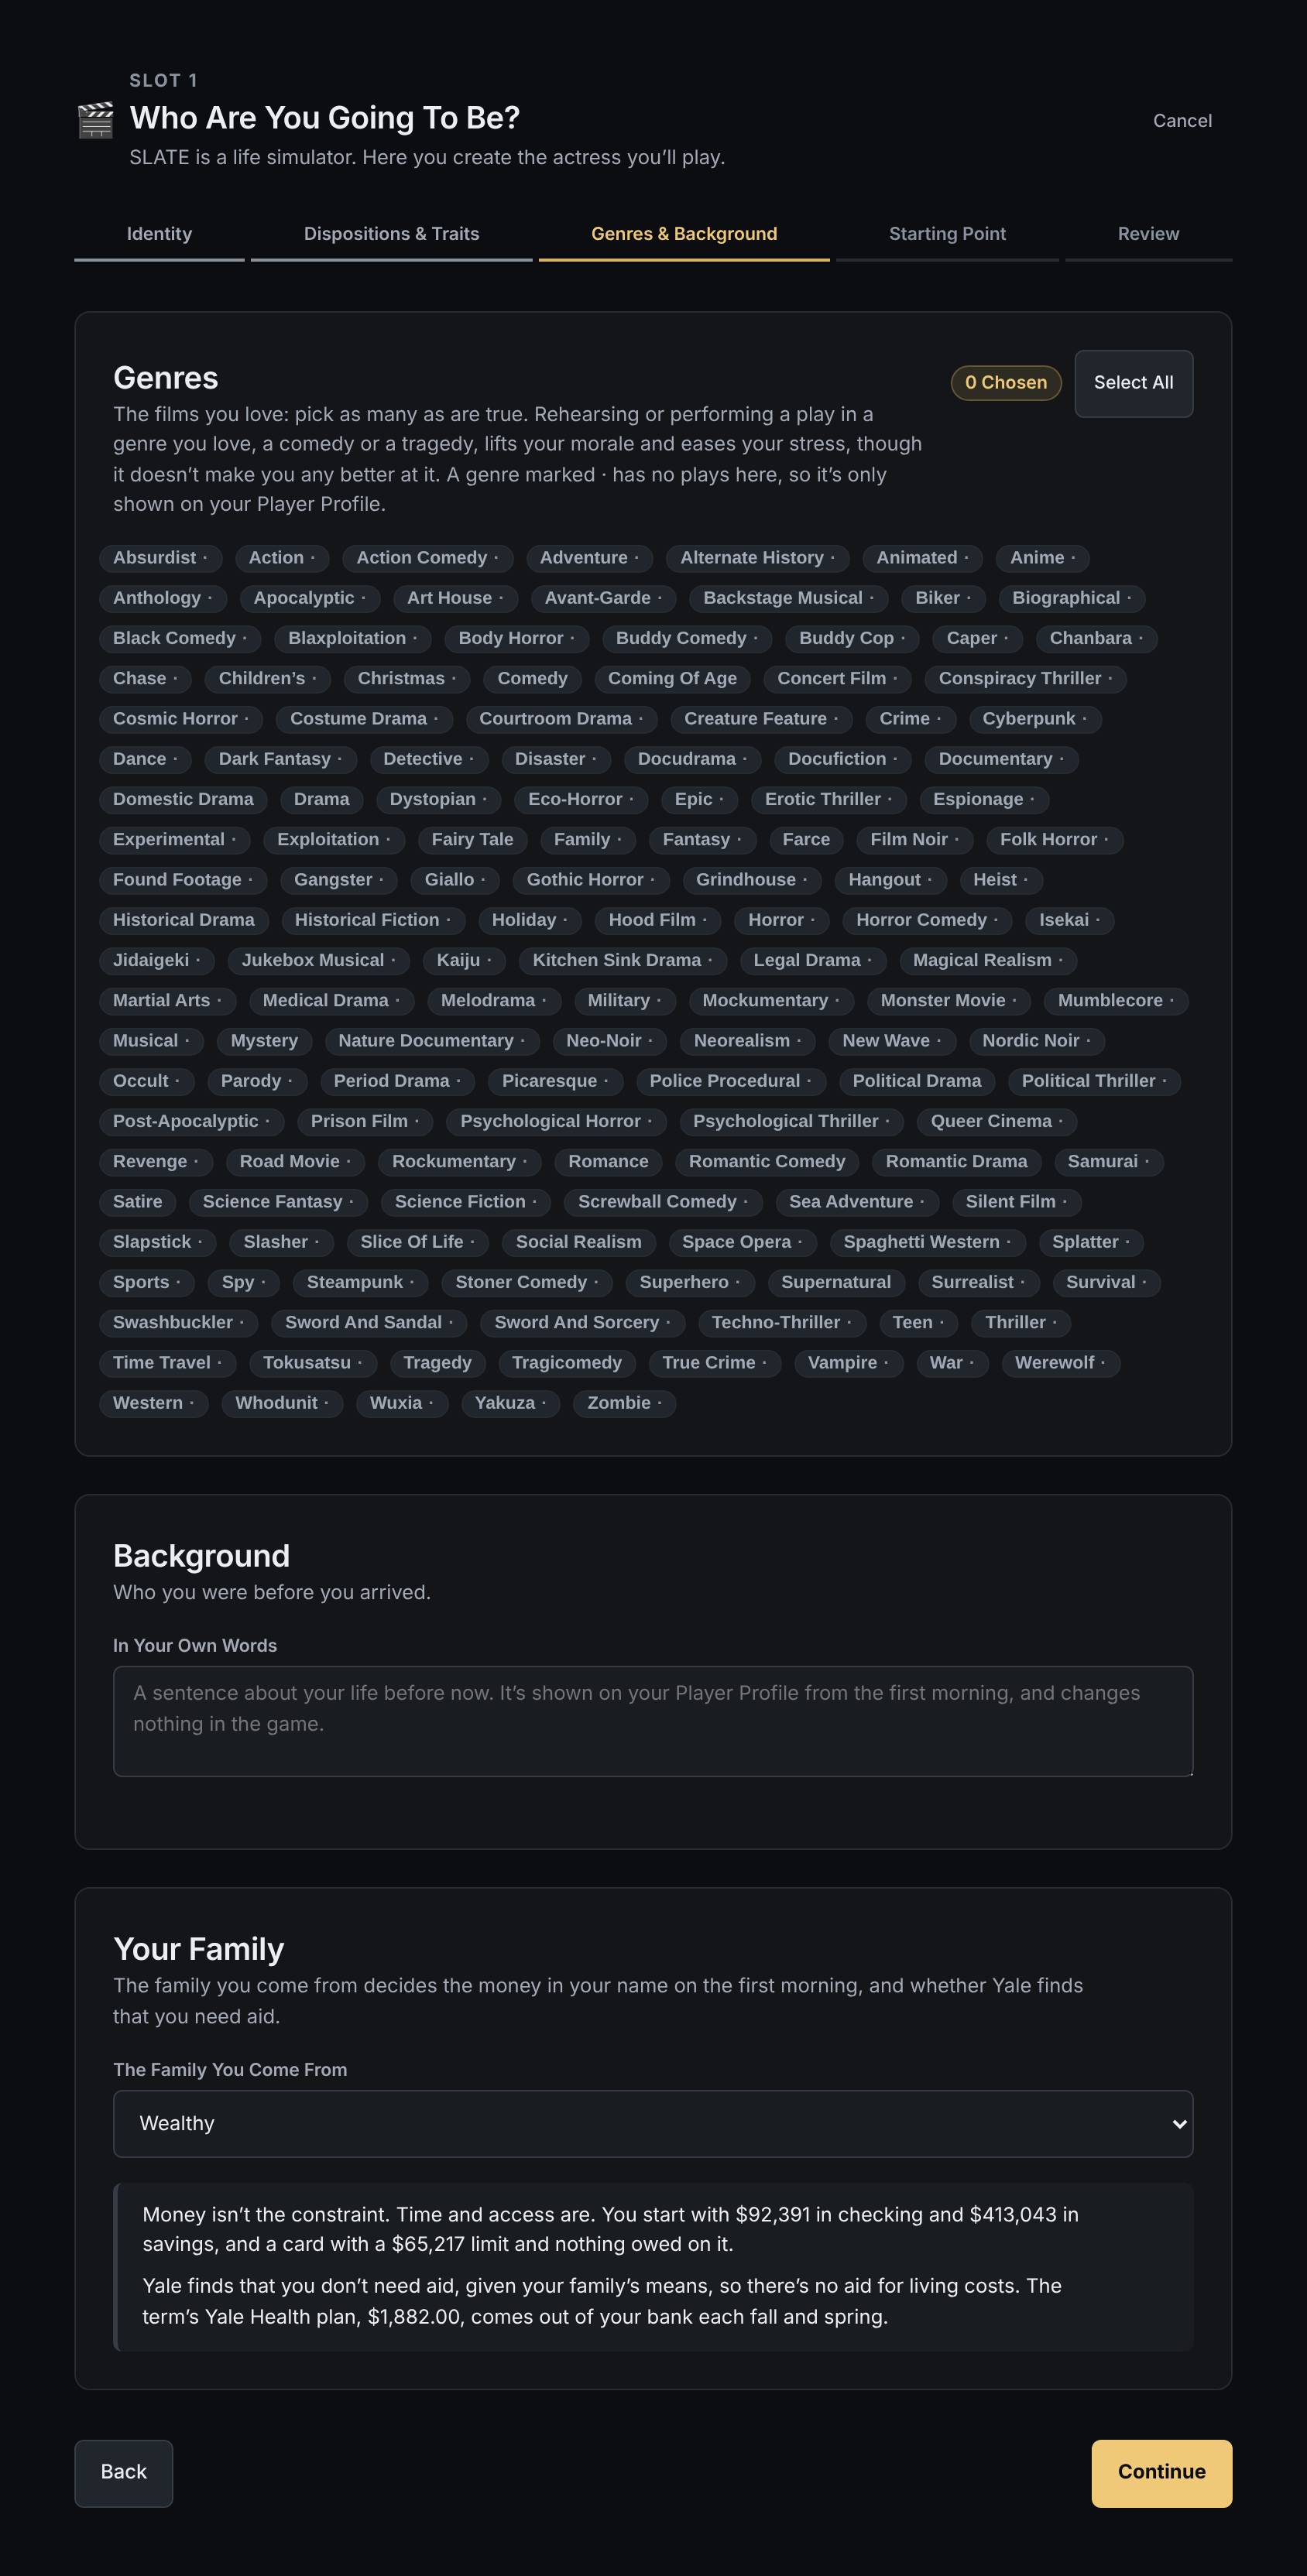 SLOT 1
🎬 Who Are You Going To Be?
Cancel
SLATE is a life simulator. Here you create the actress you’ll play.
Identity Dispositions & Traits Genres & Background Starting Point Review
Genres
0 Chosen Select All
The films you love: pick as many as are true. Rehearsing or performing a play in a
genre you love, a comedy or a tragedy, lifts your morale and eases your stress, though
it doesn’t make you any better at it. A genre marked · has no plays here, so it’s only
shown on your Player Profile.
Absurdist · Action · Action Comedy · Adventure · Alternate History · Animated · Anime ·
Anthology · Apocalyptic · Art House · Avant-Garde · Backstage Musical · Biker · Biographical ·
Black Comedy · Blaxploitation · Body Horror · Buddy Comedy · Buddy Cop · Caper · Chanbara ·
Chase · Children’s · Christmas · Comedy Coming Of Age Concert Film · Conspiracy Thriller ·
Cosmic Horror · Costume Drama · Courtroom Drama · Creature Feature · Crime · Cyberpunk ·
Dance · Dark Fantasy · Detective · Disaster · Docudrama · Docufiction · Documentary ·
Domestic Drama Drama Dystopian · Eco-Horror · Epic · Erotic Thriller · Espionage ·
Experimental · Exploitation · Fairy Tale Family · Fantasy · Farce Film Noir · Folk Horror ·
Found Footage · Gangster · Giallo · Gothic Horror · Grindhouse · Hangout · Heist ·
Historical Drama Historical Fiction · Holiday · Hood Film · Horror · Horror Comedy · Isekai ·
Jidaigeki · Jukebox Musical · Kaiju · Kitchen Sink Drama · Legal Drama · Magical Realism ·
Martial Arts · Medical Drama · Melodrama · Military · Mockumentary · Monster Movie · Mumblecore ·
Musical · Mystery Nature Documentary · Neo-Noir · Neorealism · New Wave · Nordic Noir ·
Occult · Parody · Period Drama · Picaresque · Police Procedural · Political Drama Political Thriller ·
Post-Apocalyptic · Prison Film · Psychological Horror · Psychological Thriller · Queer Cinema ·
Revenge · Road Movie · Rockumentary · Romance Romantic Comedy Romantic Drama Samurai ·
Satire Science Fantasy · Science Fiction · Screwball Comedy · Sea Adventure · Silent Film ·
Slapstick · Slasher · Slice Of Life · Social Realism Space Opera · Spaghetti Western · Splatter ·
Sports · Spy · Steampunk · Stoner Comedy · Superhero · Supernatural Surrealist · Survival ·
Swashbuckler · Sword And Sandal · Sword And Sorcery · Techno-Thriller · Teen · Thriller ·
Time Travel · Tokusatsu · Tragedy Tragicomedy True Crime · Vampire · War · Werewolf ·
Western · Whodunit · Wuxia · Yakuza · Zombie ·
Background
Who you were before you arrived.
In Your Own Words
A sentence about your life before now. It’s shown on your Player Profile from the first morning, and changes
nothing in the game.
Your Family
The family you come from decides the money in your name on the first morning, and whether Yale finds
that you need aid.
The Family You Come From
Wealthy
Money isn’t the constraint. Time and access are. You start with $92,391 in checking and $413,043 in
savings, and a card with a $65,217 limit and nothing owed on it.
Yale finds that you don’t need aid, given your family’s means, so there’s no aid for living costs. The
term’s Yale Health plan, $1,882.00, comes out of your bank each fall and spring.
Back Continue